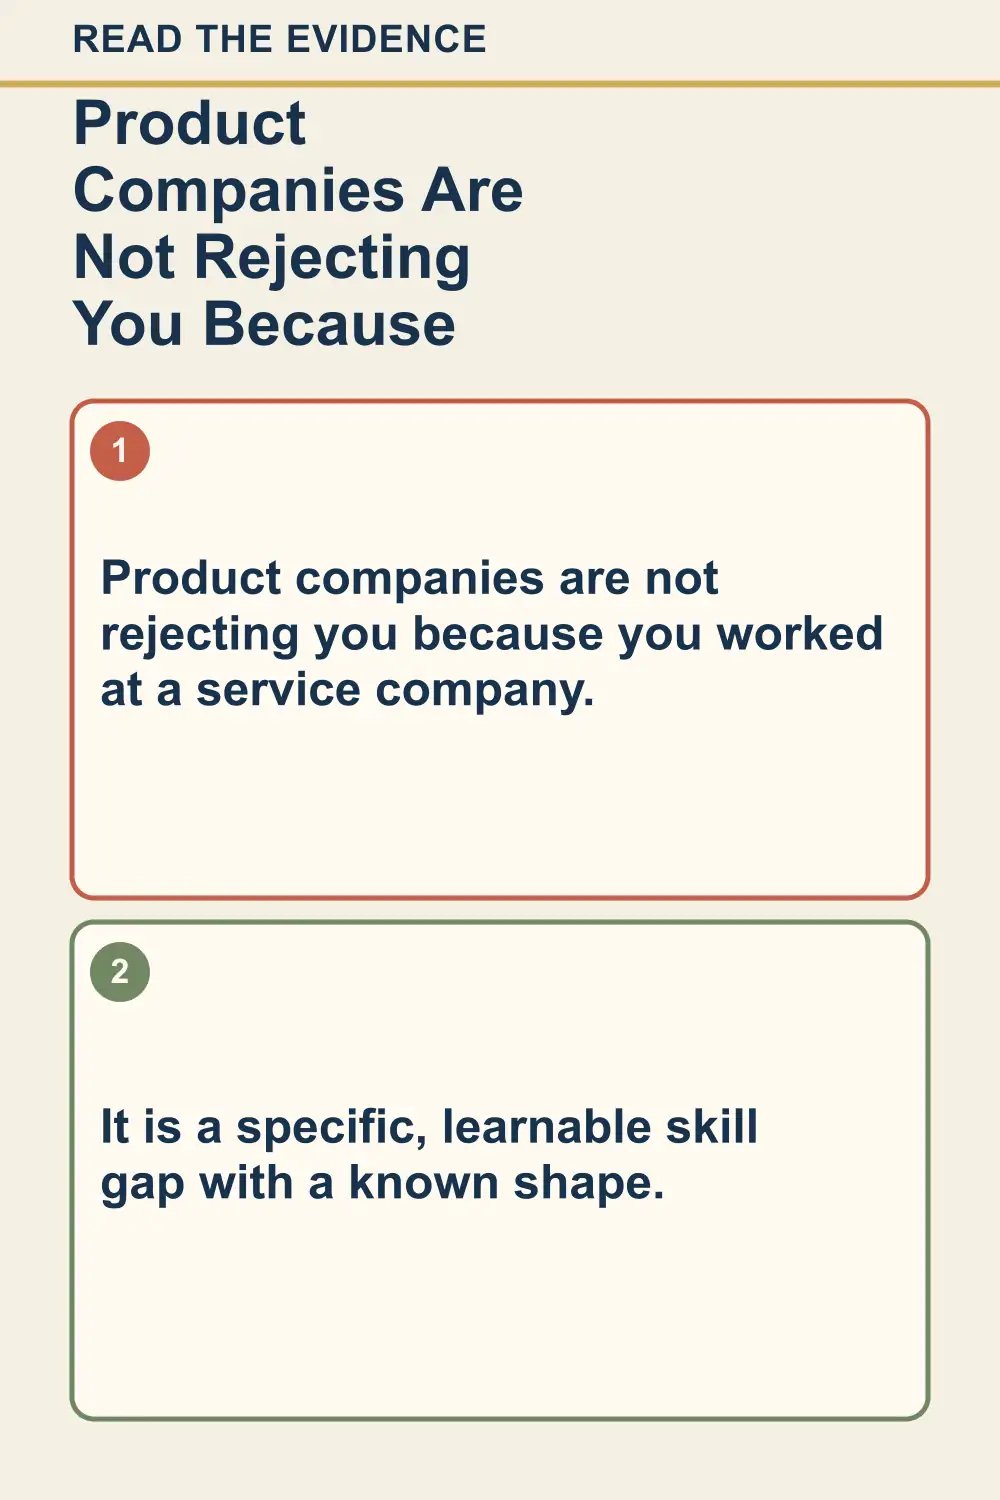 READ THE EVIDENCE
Product
Companies Are
Not Rejecting
You Because
1
Product companies are not
rejecting you because you worked
at a service company.
2
It is a specific, learnable skill
gap with a known shape.